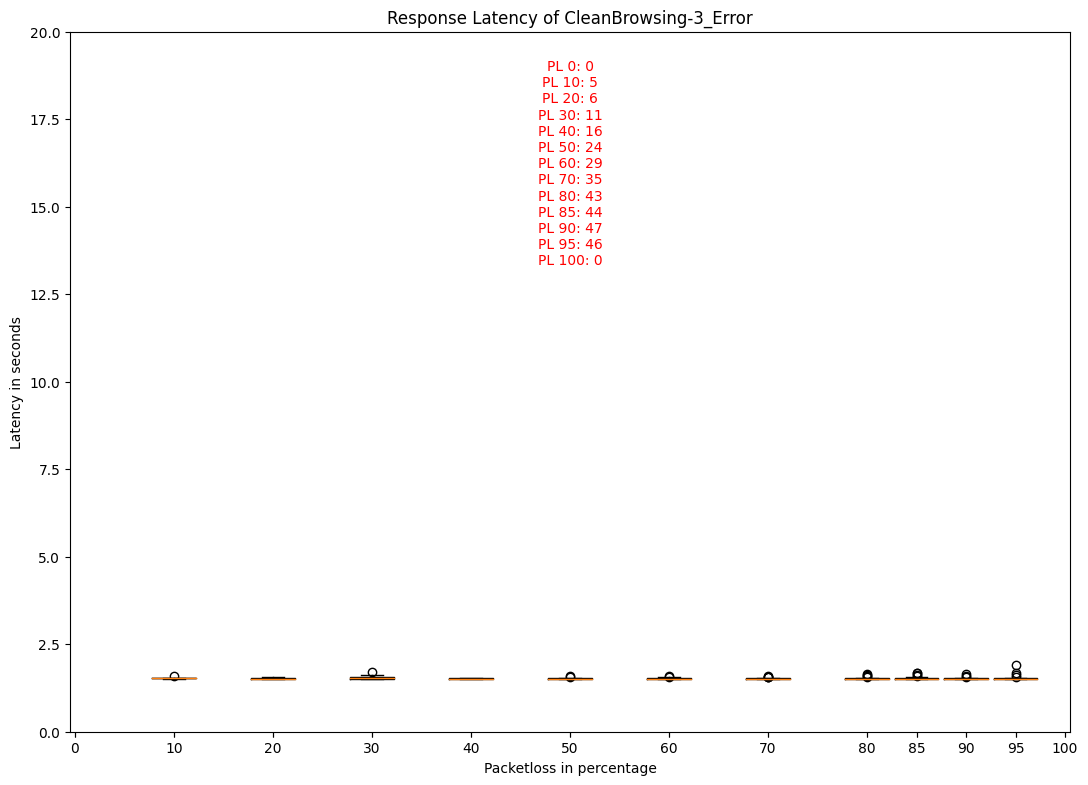 Response Latency of CleanBrowsing-3_Error
20.0
17.5
15.0
12.5
10.0
7.5
5.0
2.5
0.0
Latency in seconds
PL 0: 0
PL 10: 5
PL 20: 6
PL 30: 11
PL 40: 16
PL 50: 24
PL 60: 29
PL 70: 35
PL 80: 43
PL 85: 44
PL 90: 47
PL 95: 46
PL 100: 0
0 10 20 30 40 50 60 70 80 85 90 95 100
Packetloss in percentage